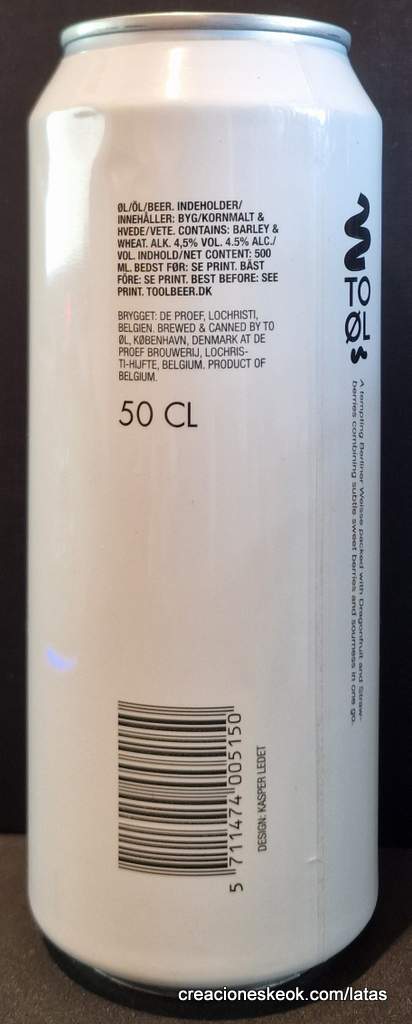 ØL/ÖL/BEER. INDEHOLDER/
INNEHÅLLER: BYG/KORNMALT &
HVEDE/VETE. CONTAINS: BARLEY &
WHEAT. ALK. 4,5% VOL. 4.5% ALC./
VOL. INDHOLD/NET CONTENT: 500
ML. BEDST FØR: SE PRINT. BÄST
FÖRE: SE PRINT. BEST BEFORE: SEE
PRINT. TOOLBEER.DK
BRYGGET: DE PROEF, LOCHRISTI,
BELGIEN. BREWED & CANNED BY TO
ØL, KØBENHAVN, DENMARK AT DE
PROEF BROUWERIJ, LOCHRIS-
TI-HIJFTE, BELGIUM. PRODUCT OF
BELGIUM.
50 CL
TO
ØL
A tempting Berliner Weisse packed with Dragonfruit and Straw-
berries combining subtle sweet berries and sourness in one go.
5 711474 005150
DESIGN: KASPER LEDET
creacioneskeok.com/latas